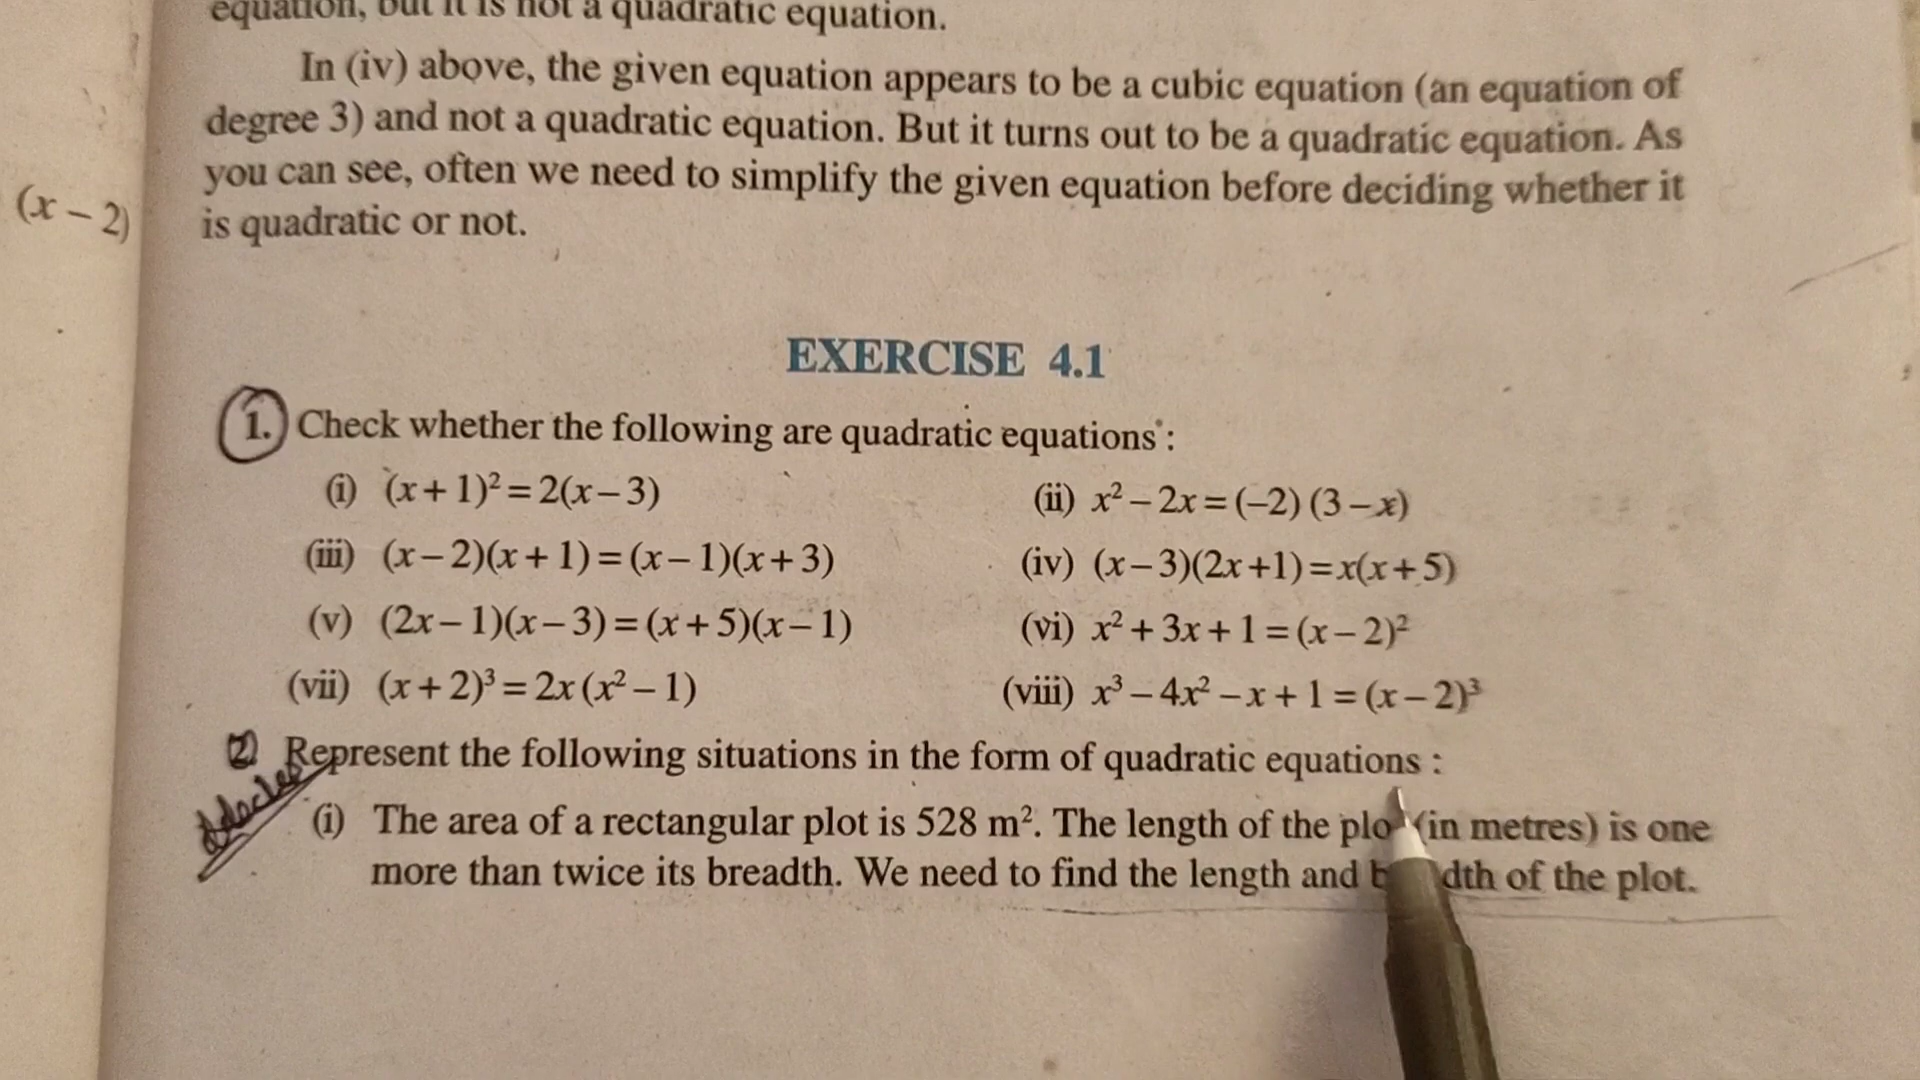 equation, but it is not a quadratic equation.
In (iv) above, the given equation appears to be a cubic equation (an equation of
degree 3) and not a quadratic equation. But it turns out to be a quadratic equation. As
you can see, often we need to simplify the given equation before deciding whether it
(x – 2)
is quadratic or not.
EXERCISE 4.1
1. Check whether the following are quadratic equations :
(i) (x + 1)² = 2(x – 3) (ii) x² – 2x = (–2) (3 – x)
(iii) (x – 2)(x + 1) = (x – 1)(x + 3) (iv) (x – 3)(2x +1) = x(x + 5)
(v) (2x – 1)(x – 3) = (x + 5)(x – 1) (vi) x² + 3x + 1 = (x – 2)²
(vii) (x + 2)³ = 2x (x² – 1) (viii) x³ – 4x² – x + 1 = (x – 2)³
2. Represent the following situations in the form of quadratic equations :
(i) The area of a rectangular plot is 528 m². The length of the (in metres) is one
more than twice its breadth. We need to find the length and of the plot.